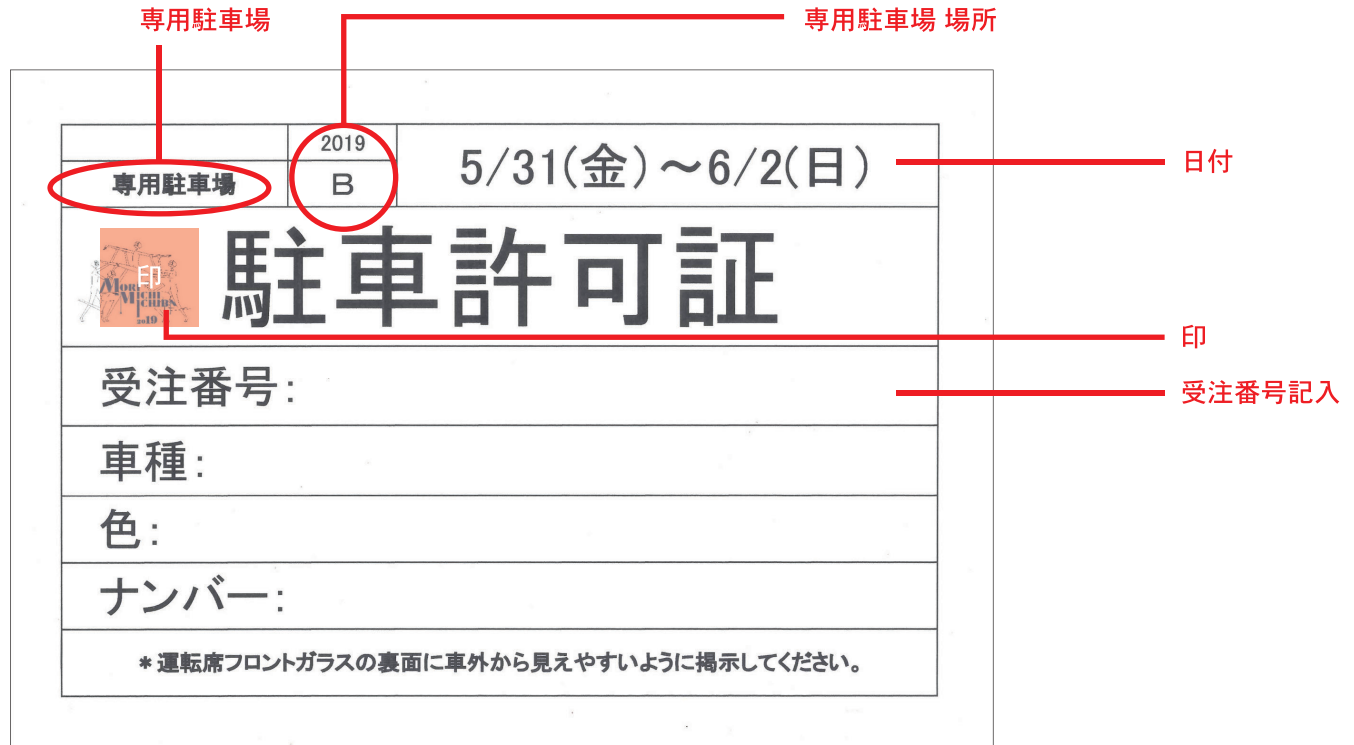 専用駐車場
専用駐車場 場所
2019
5/31(金)～6/2(日)
日付
専用駐車場
B
駐車許可証
印
MORI
MICHI
ICHIBA
2019
印
受注番号:
受注番号記入
車種:
色:
ナンバー:
*運転席フロントガラスの裏面に車外から見えやすいように掲示してください。